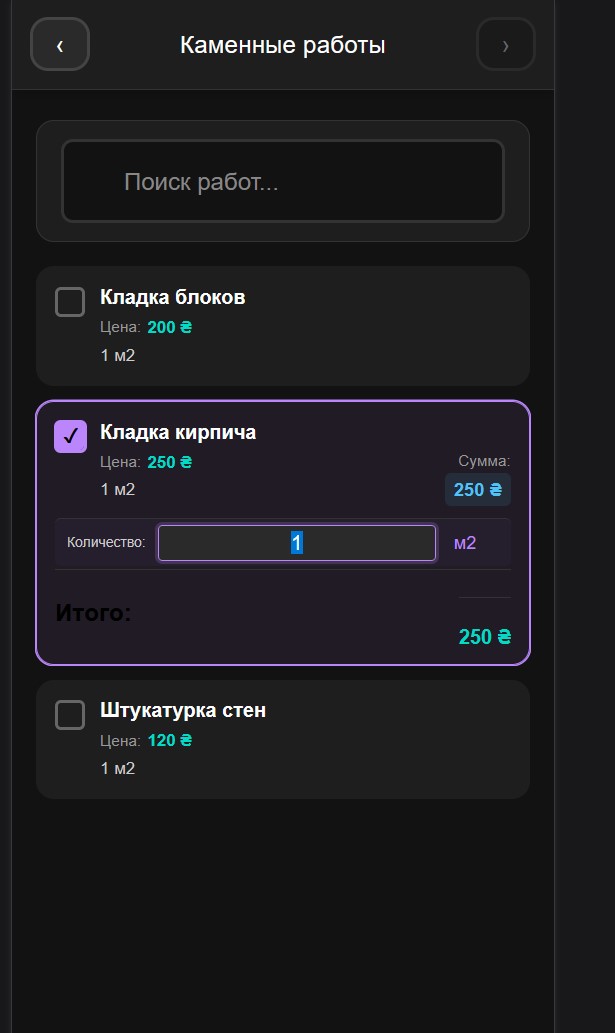 ‹ Каменные работы ›
Поиск работ...
Кладка блоков
Цена: 200 ₴
1 м2
✓ Кладка кирпича
Цена: 250 ₴
Сумма:
1 м2
250 ₴
Количество: 1 м2
Итого:
250 ₴
Штукатурка стен
Цена: 120 ₴
1 м2